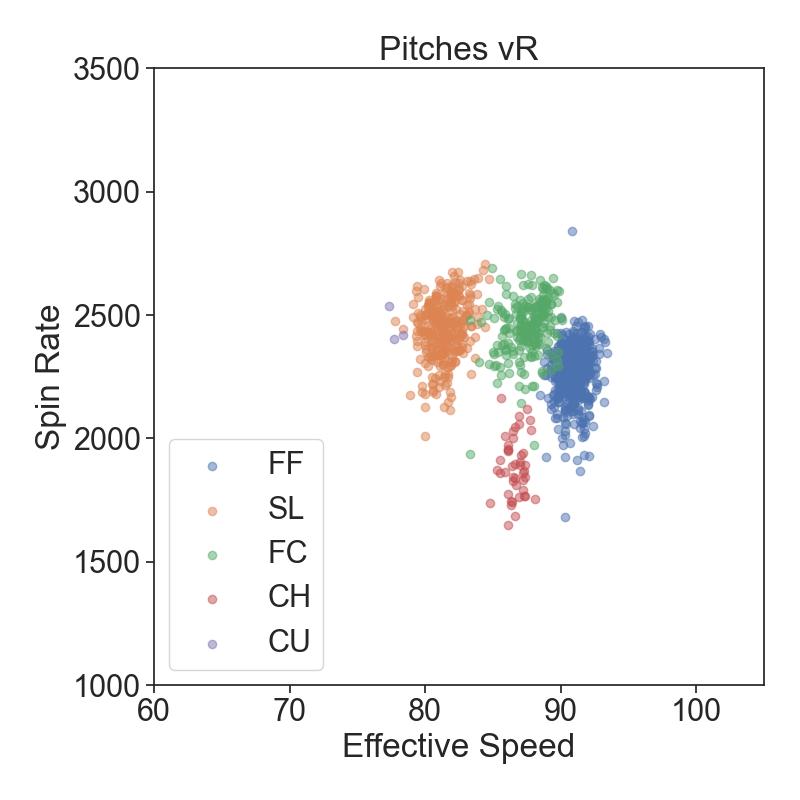 Pitches vR
3500
3000
2500
2000
1500
1000
Spin Rate
FF
SL
FC
CH
CU
60 70 80 90 100
Effective Speed